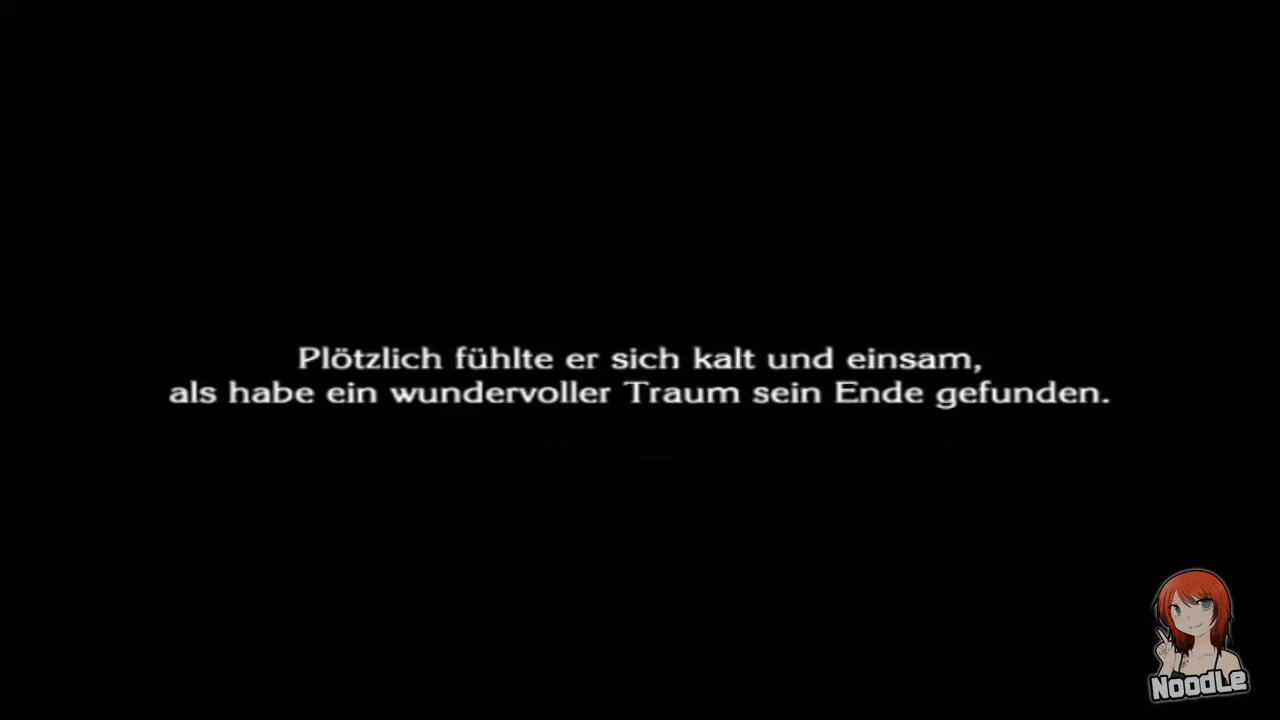 Plötzlich fühlte er sich kalt und einsam,
als habe ein wundervoller Traum sein Ende gefunden.
NoodLe